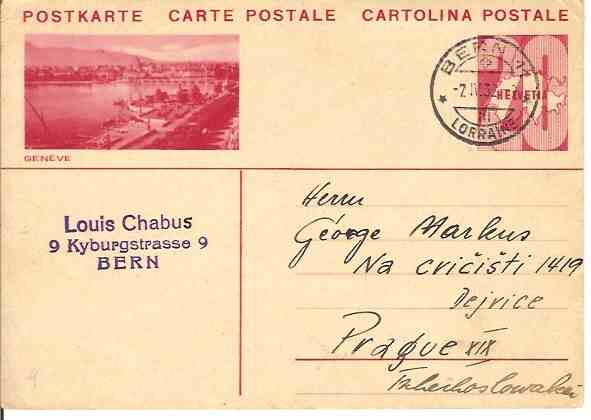 POSTKARTE CARTE POSTALE CARTOLINA POSTALE
BERN 11
HELVETIA
LORRAINE
GENÈVE
Louis Chabus
9 Kyburgstrasse 9
BERN
Herrn
George Markus
Na cvičišti 1419
Dejvice
Prague XIX